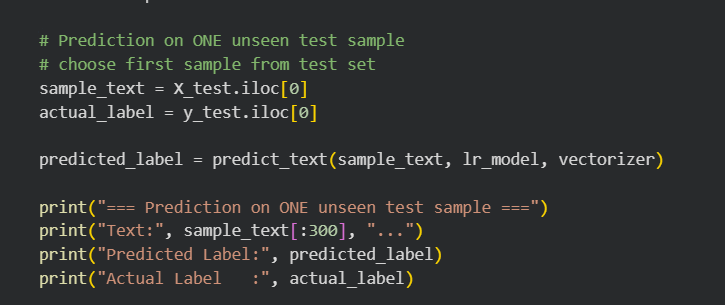 # Prediction on ONE unseen test sample
# choose first sample from test set
sample_text = X_test.iloc[0]
actual_label = y_test.iloc[0]
predicted_label = predict_text(sample_text, lr_model, vectorizer)
print("=== Prediction on ONE unseen test sample ===")
print("Text:", sample_text[:300], "...")
print("Predicted Label:", predicted_label)
print("Actual Label   :", actual_label)